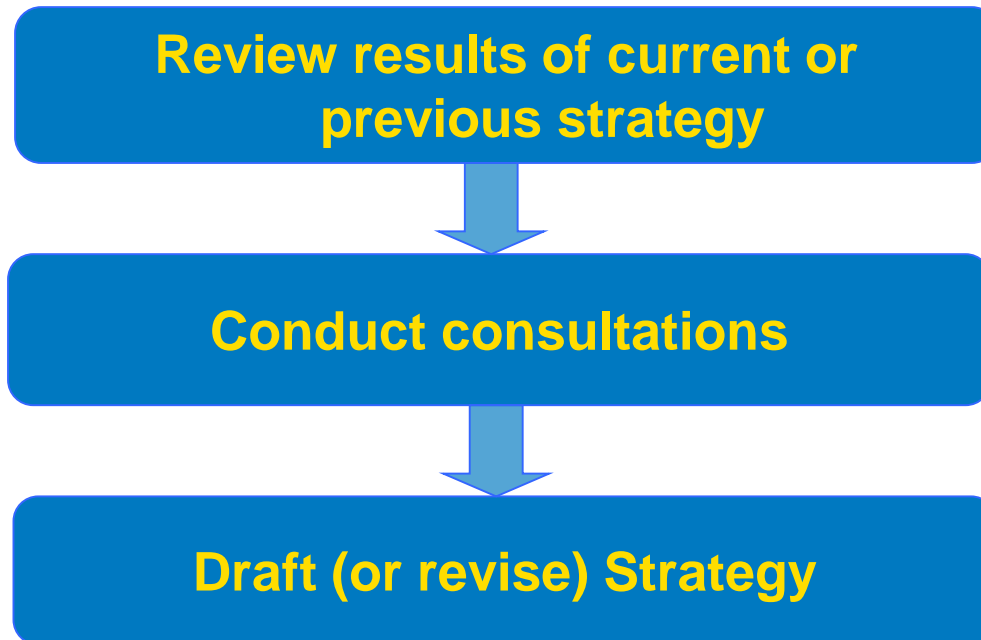 Review results of current or
previous strategy
Conduct consultations
Draft (or revise) Strategy